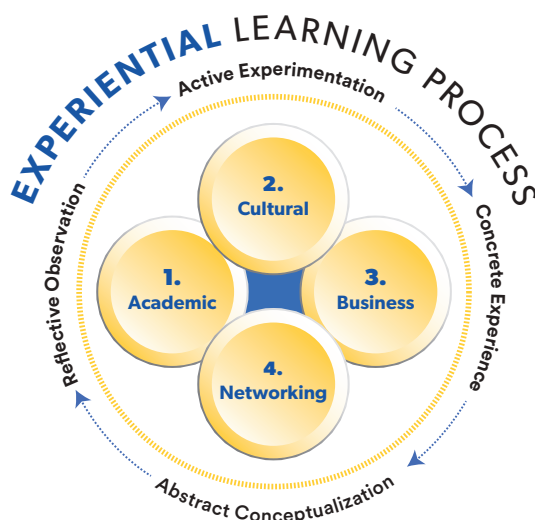 EXPERIENTIAL LEARNING PROCESS
Active Experimentation
Concrete Experience
Abstract Conceptualization
Reflective Observation
1.
Academic
2.
Cultural
3.
Business
4.
Networking